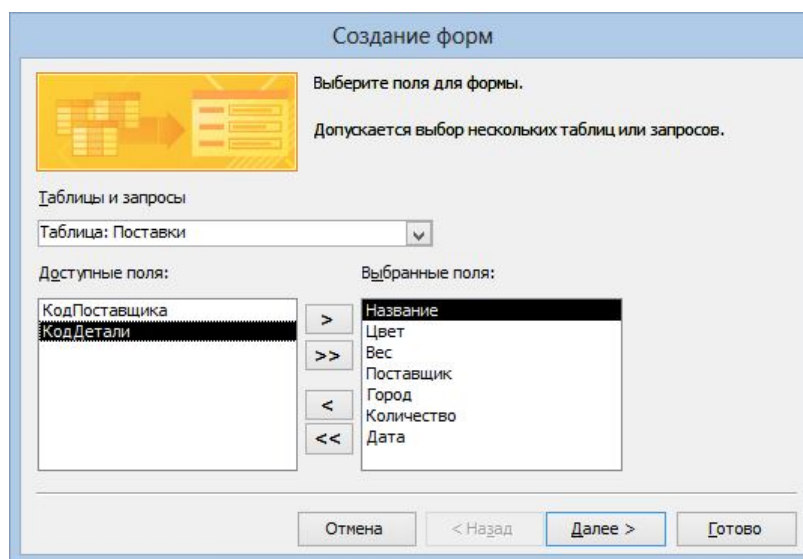 Создание форм
Выберите поля для формы.
Допускается выбор нескольких таблиц или запросов.
Таблицы и запросы
Таблица: Поставки
Доступные поля:
Выбранные поля:
КодПоставщика
КодДетали
>
>>
<
<<
Название
Цвет
Вес
Поставщик
Город
Количество
Дата
Отмена
< Назад
Далее >
Готово